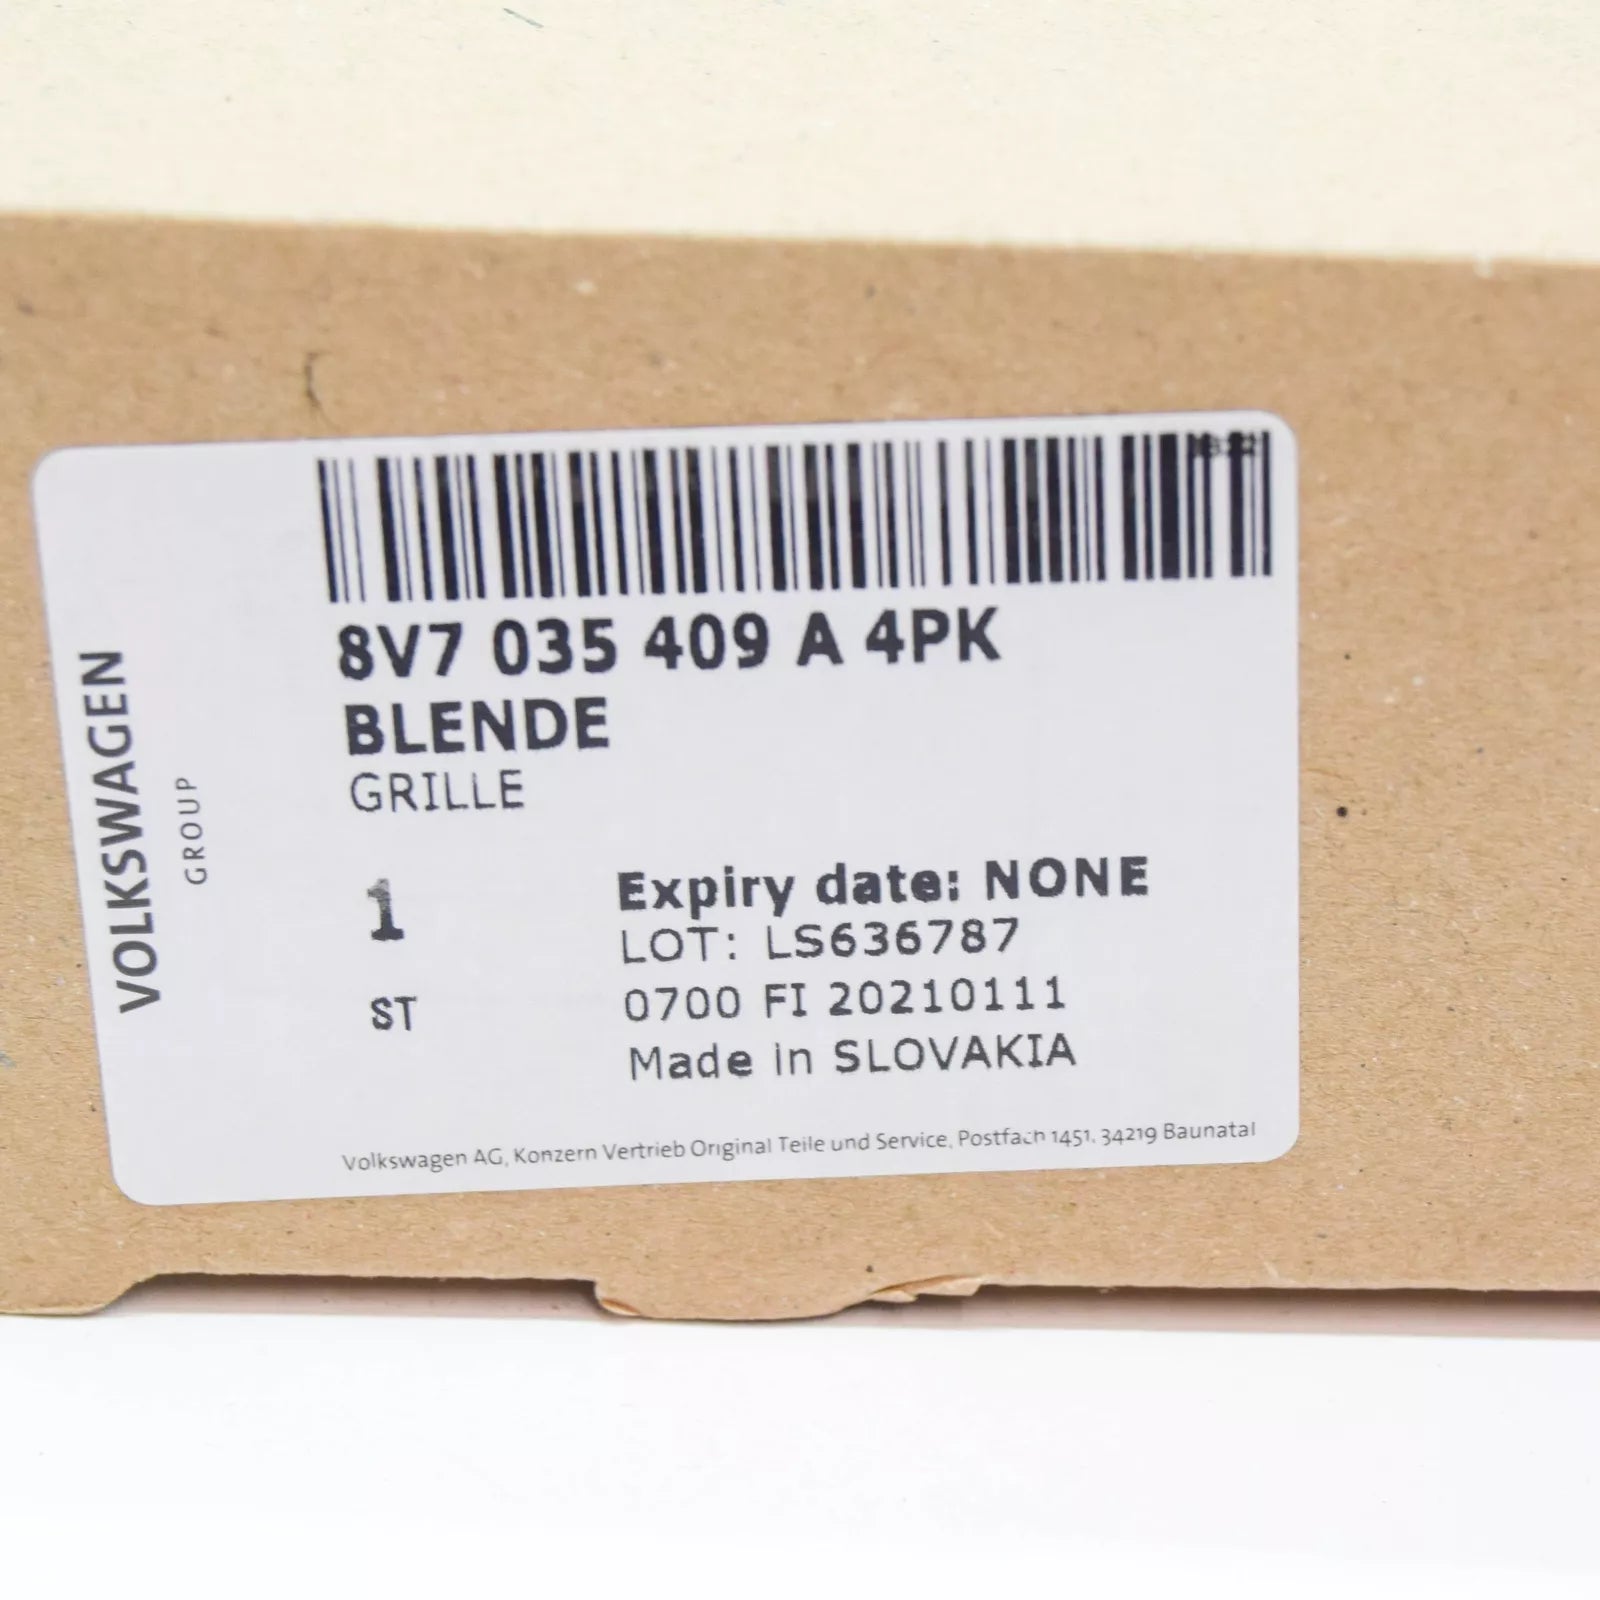 VOLKSWAGEN
GROUP
8V7 035 409 A 4PK
BLENDE
GRILLE
1
ST
Expiry date: NONE
LOT: LS636787
0700 FI 20210111
Made in SLOVAKIA
Volkswagen AG, Konzern Vertrieb Original Teile und Service, Postfach 1451, 34219 Baunatal